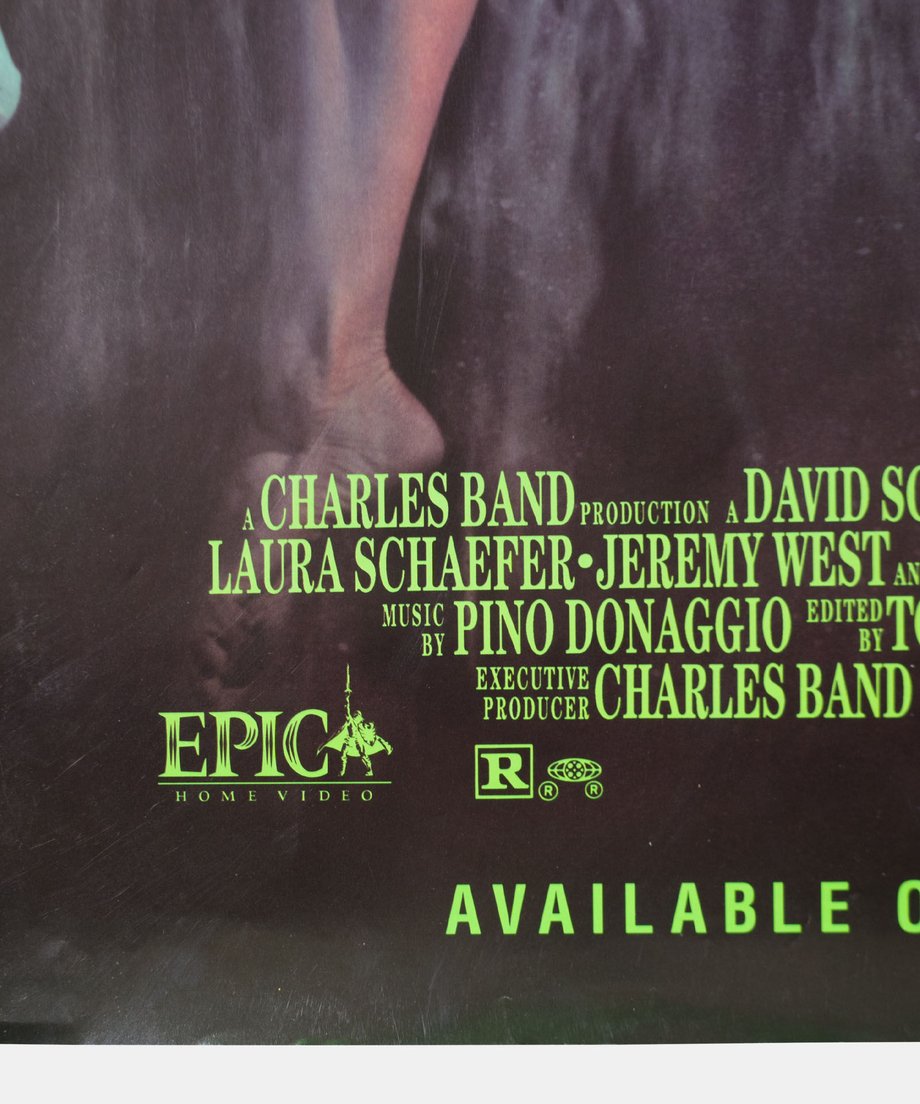 A CHARLES BAND PRODUCTION A DAVID
LAURA SCHAEFER • JEREMY WEST
MUSIC BY PINO DONAGGIO EDITED BY
EXECUTIVE PRODUCER CHARLES BAND
EPIC
HOME VIDEO
R ® ®
AVAILABLE